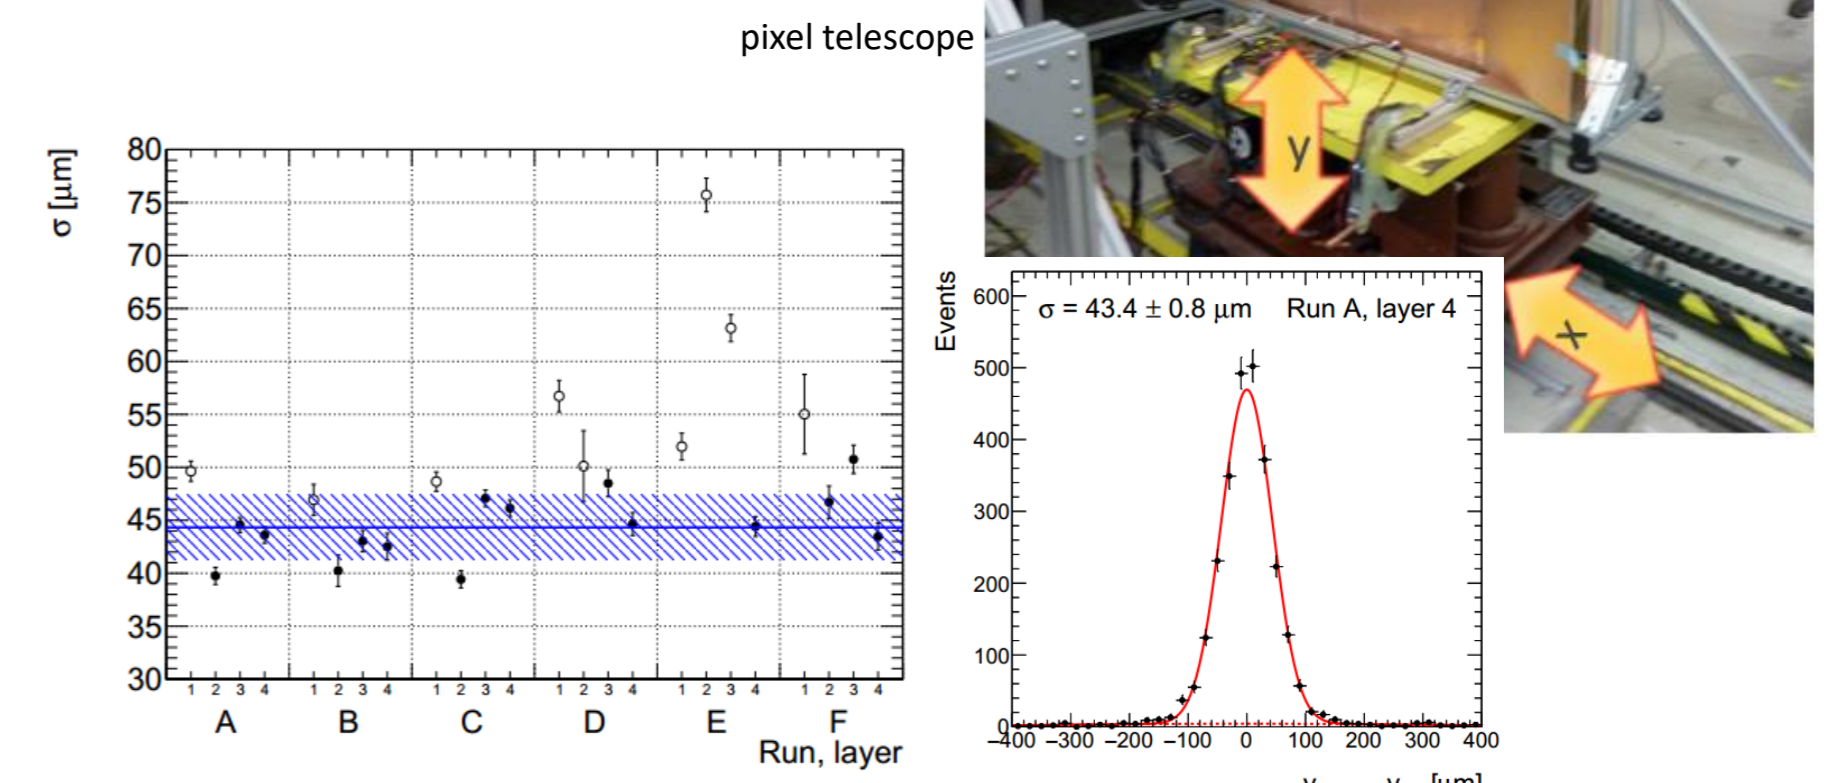 pixel telescope
y
x
σ [μm]
80
75
70
65
60
55
50
45
40
35
30
1 2 3 4 1 2 3 4 1 2 3 4 1 2 3 4 1 2 3 4 1 2 3 4
A B C D E F
Run, layer
Events
σ = 43.4 ± 0.8 μm Run A, layer 4
600
500
400
300
200
100
0
−400 −300 −200 −100 0 100 200 300 400
[μm]